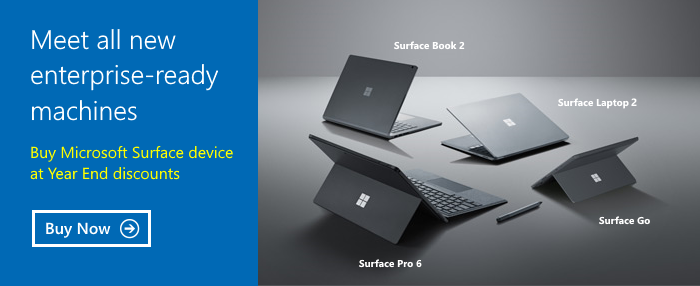 Meet all new
enterprise-ready
machines
Buy Microsoft Surface device
at Year End discounts
Buy Now
Surface Book 2
Surface Laptop 2
Surface Go
Surface Pro 6